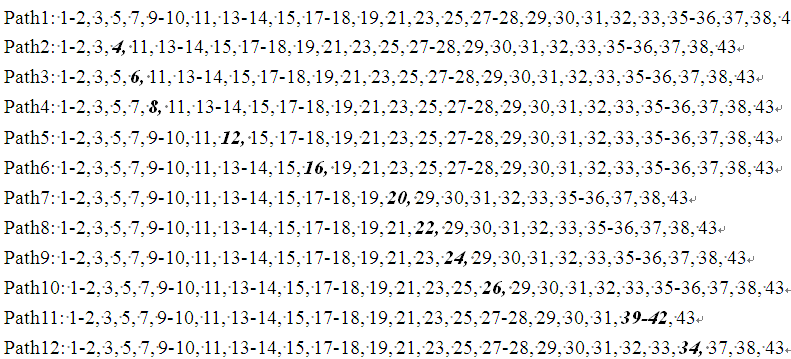 Path1: 1-2, 3, 5, 7, 9-10, 11, 13-14, 15, 17-18, 19, 21, 23, 25, 27-28, 29, 30, 31, 32, 33, 35-36, 37, 38, 4
Path2: 1-2, 3, 4, 11, 13-14, 15, 17-18, 19, 21, 23, 25, 27-28, 29, 30, 31, 32, 33, 35-36, 37, 38, 43
Path3: 1-2, 3, 5, 6, 11, 13-14, 15, 17-18, 19, 21, 23, 25, 27-28, 29, 30, 31, 32, 33, 35-36, 37, 38, 43
Path4: 1-2, 3, 5, 7, 8, 11, 13-14, 15, 17-18, 19, 21, 23, 25, 27-28, 29, 30, 31, 32, 33, 35-36, 37, 38, 43
Path5: 1-2, 3, 5, 7, 9-10, 11, 12, 15, 17-18, 19, 21, 23, 25, 27-28, 29, 30, 31, 32, 33, 35-36, 37, 38, 43
Path6: 1-2, 3, 5, 7, 9-10, 11, 13-14, 15, 16, 19, 21, 23, 25, 27-28, 29, 30, 31, 32, 33, 35-36, 37, 38, 43
Path7: 1-2, 3, 5, 7, 9-10, 11, 13-14, 15, 17-18, 19, 20, 29, 30, 31, 32, 33, 35-36, 37, 38, 43
Path8: 1-2, 3, 5, 7, 9-10, 11, 13-14, 15, 17-18, 19, 21, 22, 29, 30, 31, 32, 33, 35-36, 37, 38, 43
Path9: 1-2, 3, 5, 7, 9-10, 11, 13-14, 15, 17-18, 19, 21, 23, 24, 29, 30, 31, 32, 33, 35-36, 37, 38, 43
Path10: 1-2, 3, 5, 7, 9-10, 11, 13-14, 15, 17-18, 19, 21, 23, 25, 26, 29, 30, 31, 32, 33, 35-36, 37, 38, 43
Path11: 1-2, 3, 5, 7, 9-10, 11, 13-14, 15, 17-18, 19, 21, 23, 25, 27-28, 29, 30, 31, 39-42, 43
Path12: 1-2, 3, 5, 7, 9-10, 11, 13-14, 15, 17-18, 19, 21, 23, 25, 27-28, 29, 30, 31, 32, 33, 34, 37, 38, 43